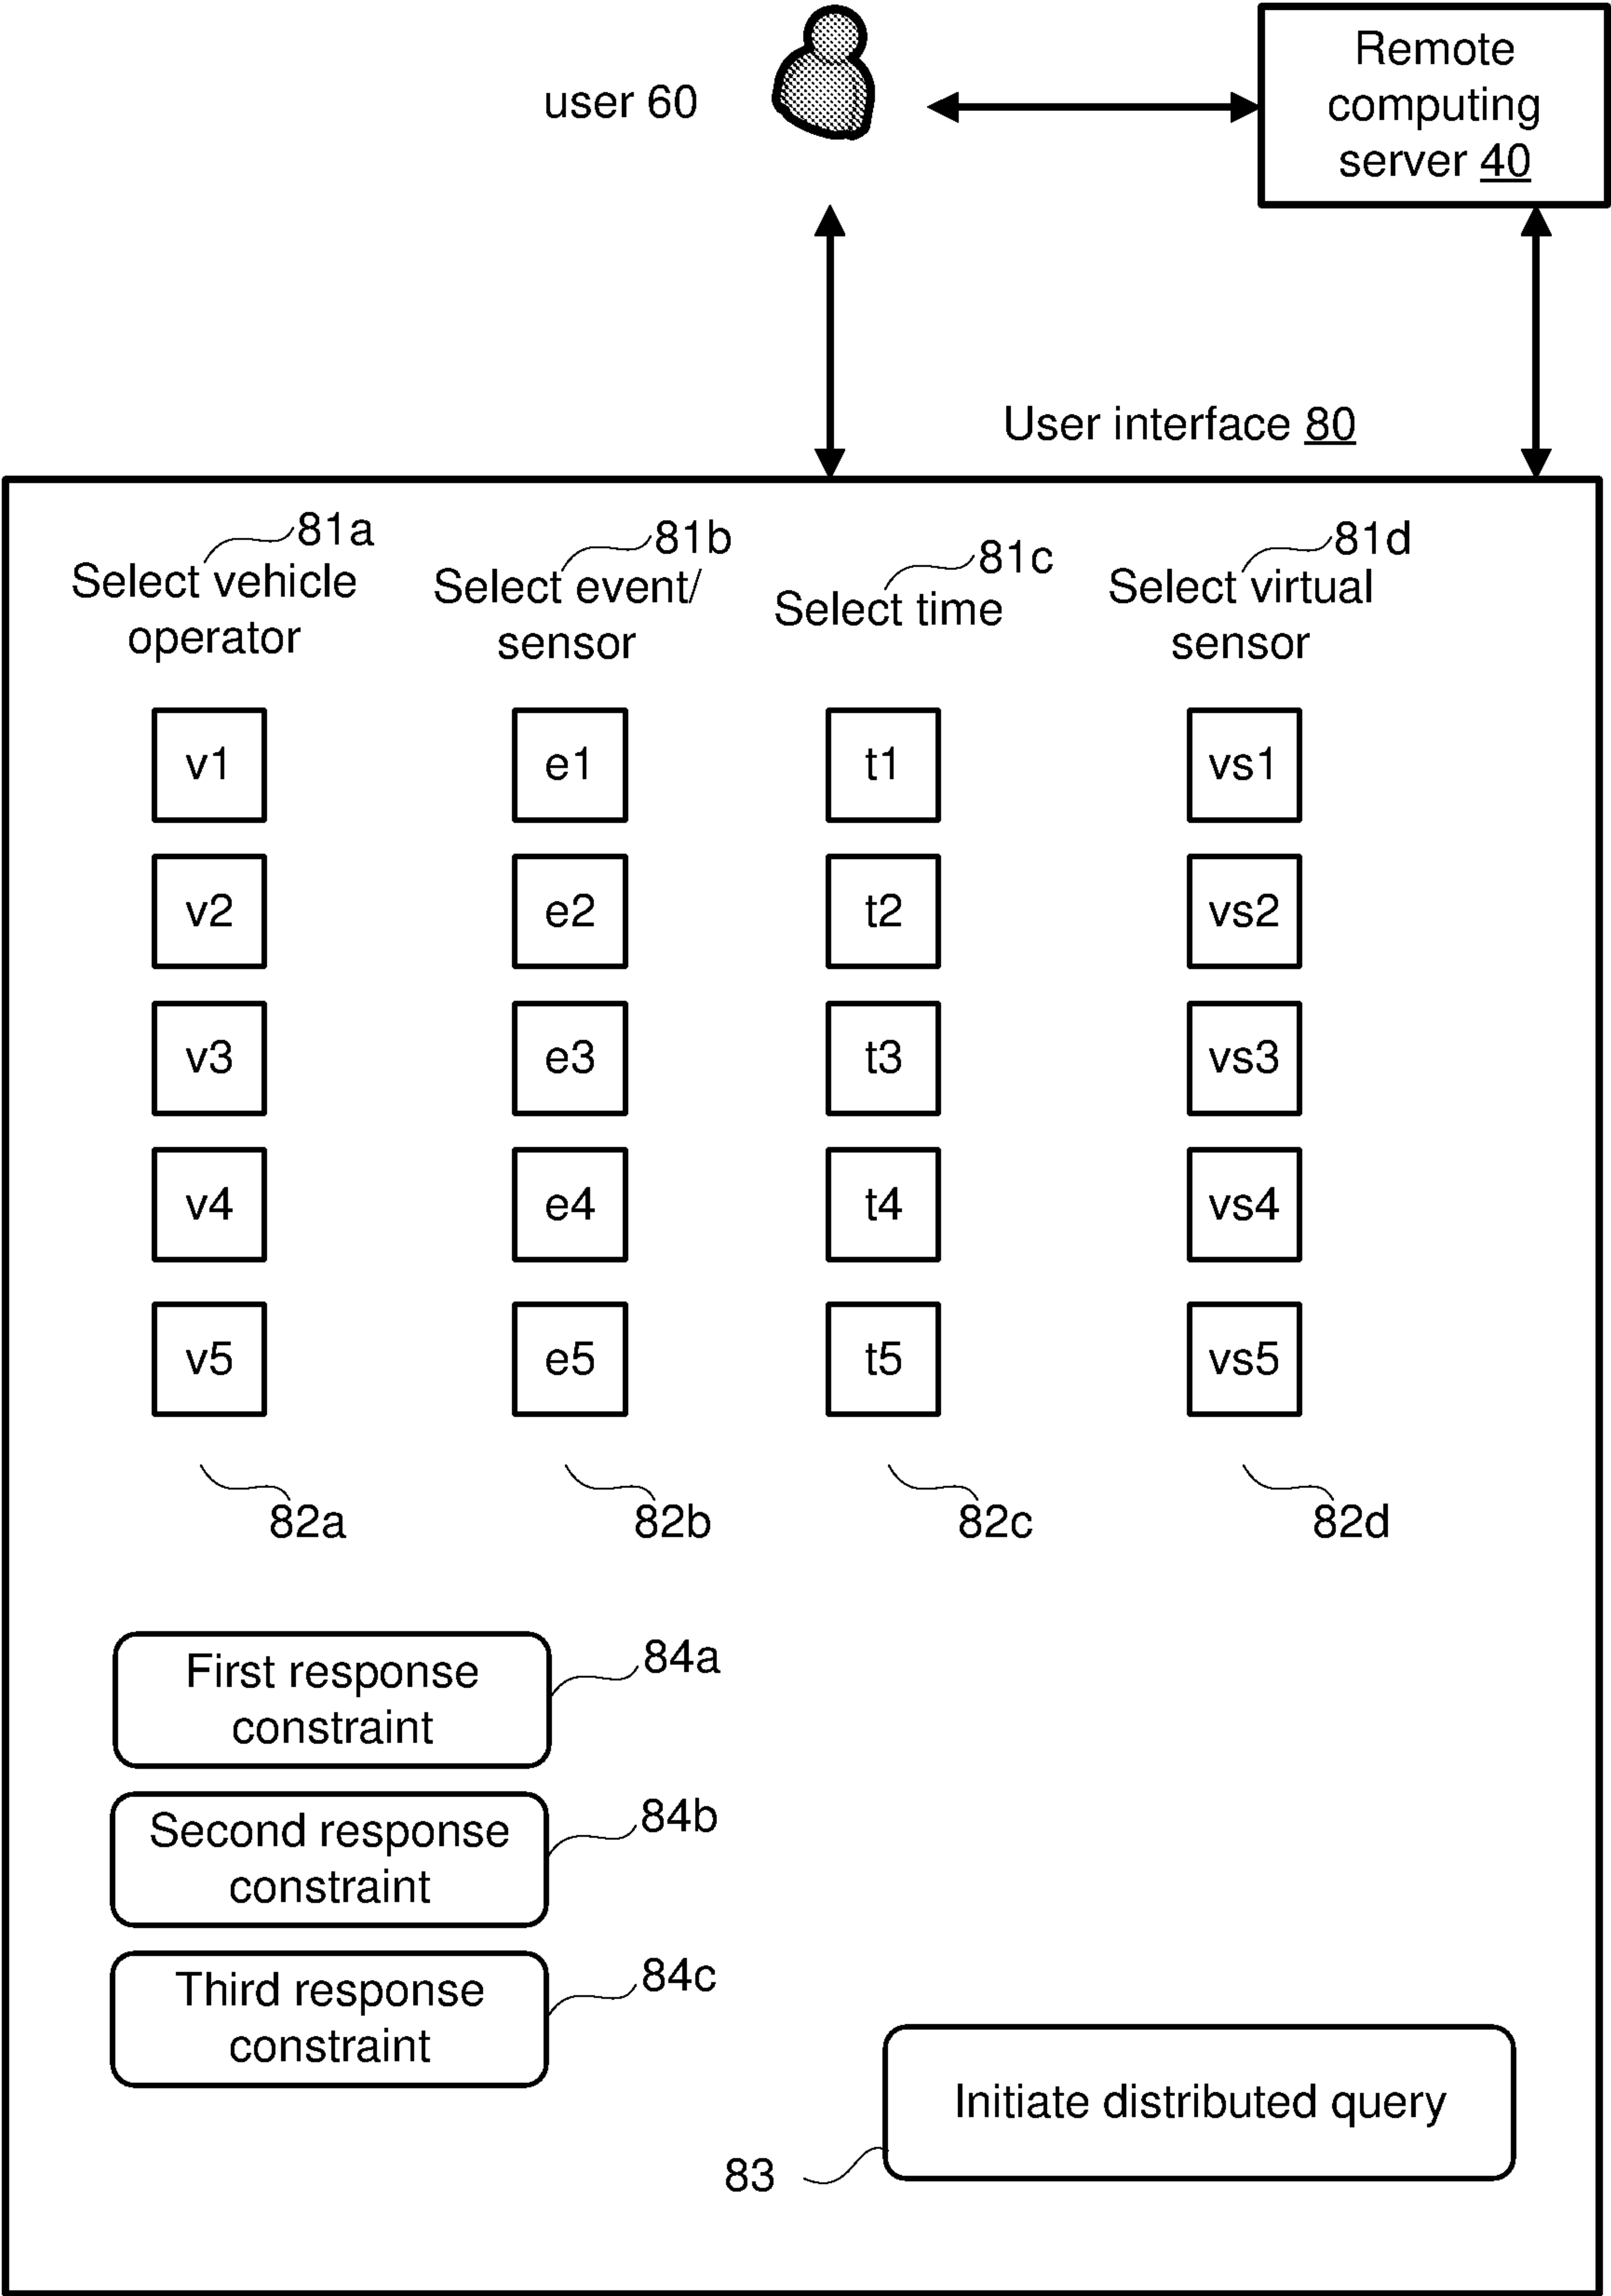 user 60
Remote
computing
server 40
User interface 80
81a
Select vehicle
operator
81b
Select event/
sensor
81c
Select time
81d
Select virtual
sensor
v1
e1
t1
vs1
v2
e2
t2
vs2
v3
e3
t3
vs3
v4
e4
t4
vs4
v5
e5
t5
vs5
82a
82b
82c
82d
First response
constraint
84a
Second response
constraint
84b
Third response
constraint
84c
Initiate distributed query
83